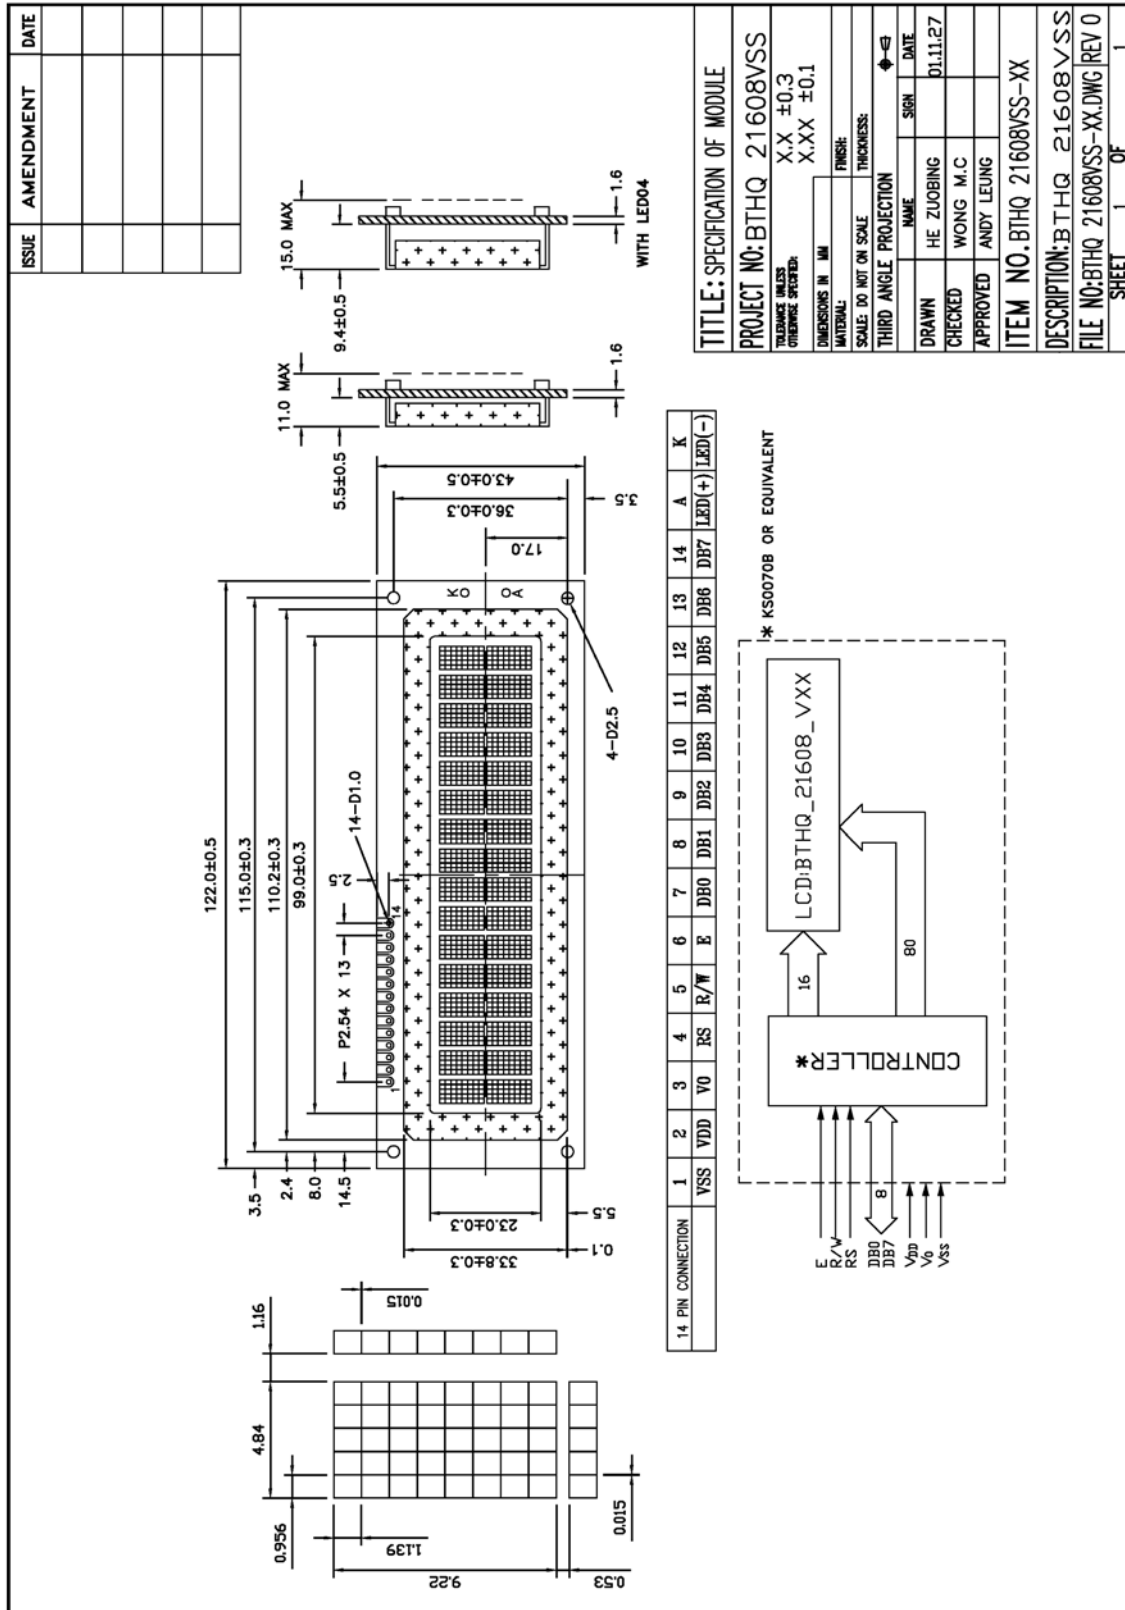 ISSUE AMENDMENT DATE
15.0 MAX
9.4±0.5
1.6
WITH LED04
11.0 MAX
5.5±0.5
1.6
122.0±0.5
115.0±0.3
110.2±0.3
99.0±0.3
3.5
2.4
8.0
14.5
P2.54 X 13
2.5
14-D1.0
1
14
K
A
43.0±0.5
36.0±0.3
17.0
3.5
4-D2.5
23.0±0.3
33.8±0.3
5.5
0.1
1.16
0.015
4.84
0.956
1.139
9.22
0.53
0.015
14 PIN CONNECTION 1 2 3 4 5 6 7 8 9 10 11 12 13 14 A K
VSS VDD V0 RS R/W E DB0 DB1 DB2 DB3 DB4 DB5 DB6 DB7 LED(+) LED(-)
* KS0070B OR EQUIVALENT
LCD:BTHQ_21608_VXX
16
80
CONTROLLER*
E
R/W
RS
DB0
DB7
8
VDD
Vo
VSS
TITLE: SPECIFICATION OF MODULE
PROJECT NO: BTHQ 21608VSS
TOLERANCE UNLESS
OTHERWISE SPECIFIED:
X.X ±0.3
X.XX ±0.1
DIMENSIONS IN MM
MATERIAL: FINISH:
SCALE: DO NOT ON SCALE THICKNESS:
THIRD ANGLE PROJECTION
NAME SIGN DATE
DRAWN HE ZUOBING 01.11.27
CHECKED WONG M.C
APPROVED ANDY LEUNG
ITEM NO. BTHQ 21608VSS-XX
DESCRIPTION: BTHQ 21608VSS
FILE NO:BTHQ 21608VSS-XX.DWG REV 0
SHEET 1 OF 1